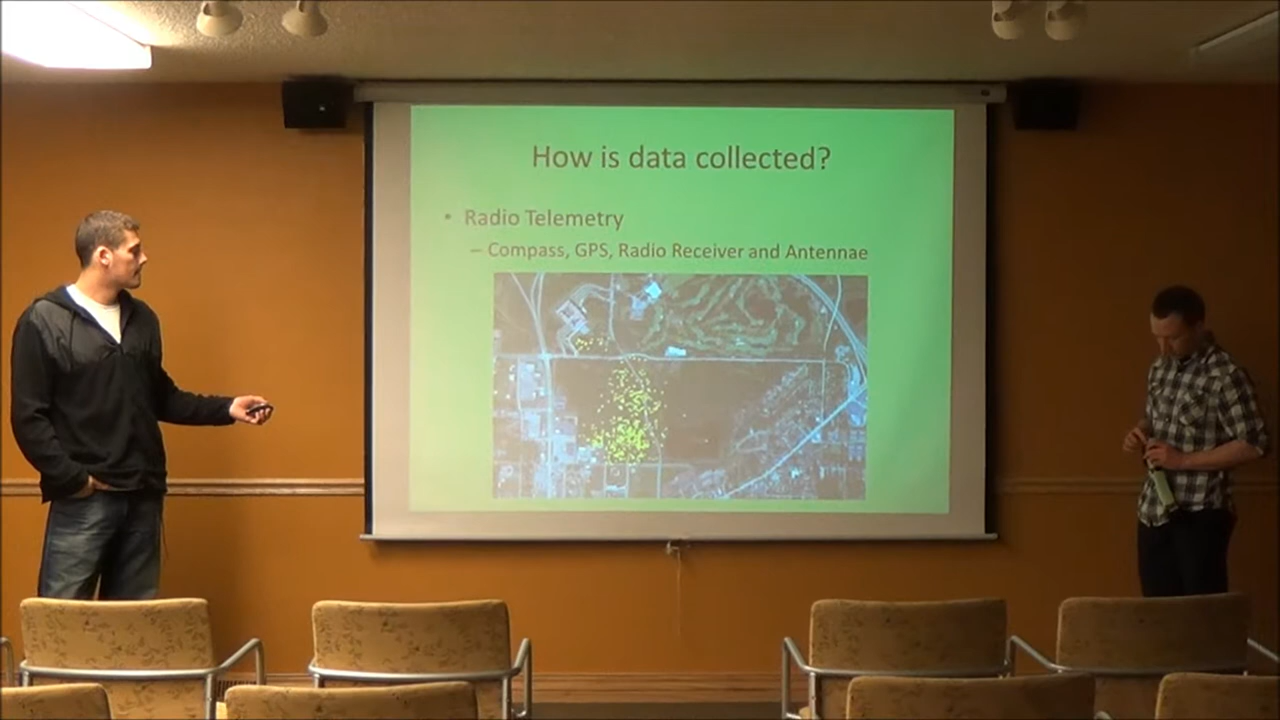 How is data collected?
• Radio Telemetry
– Compass, GPS, Radio Receiver and Antennae